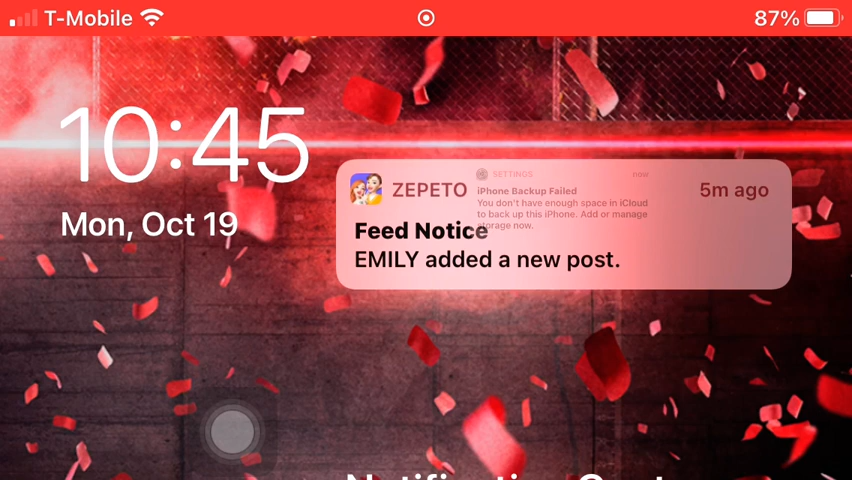 T-Mobile
87%
10:45
Mon, Oct 19
ZEPETO
5m ago
Feed Notice
EMILY added a new post.
SETTINGS
now
iPhone Backup Failed
You don't have enough space in iCloud
to back up this iPhone. Add or manage
storage now.
Notification Cent